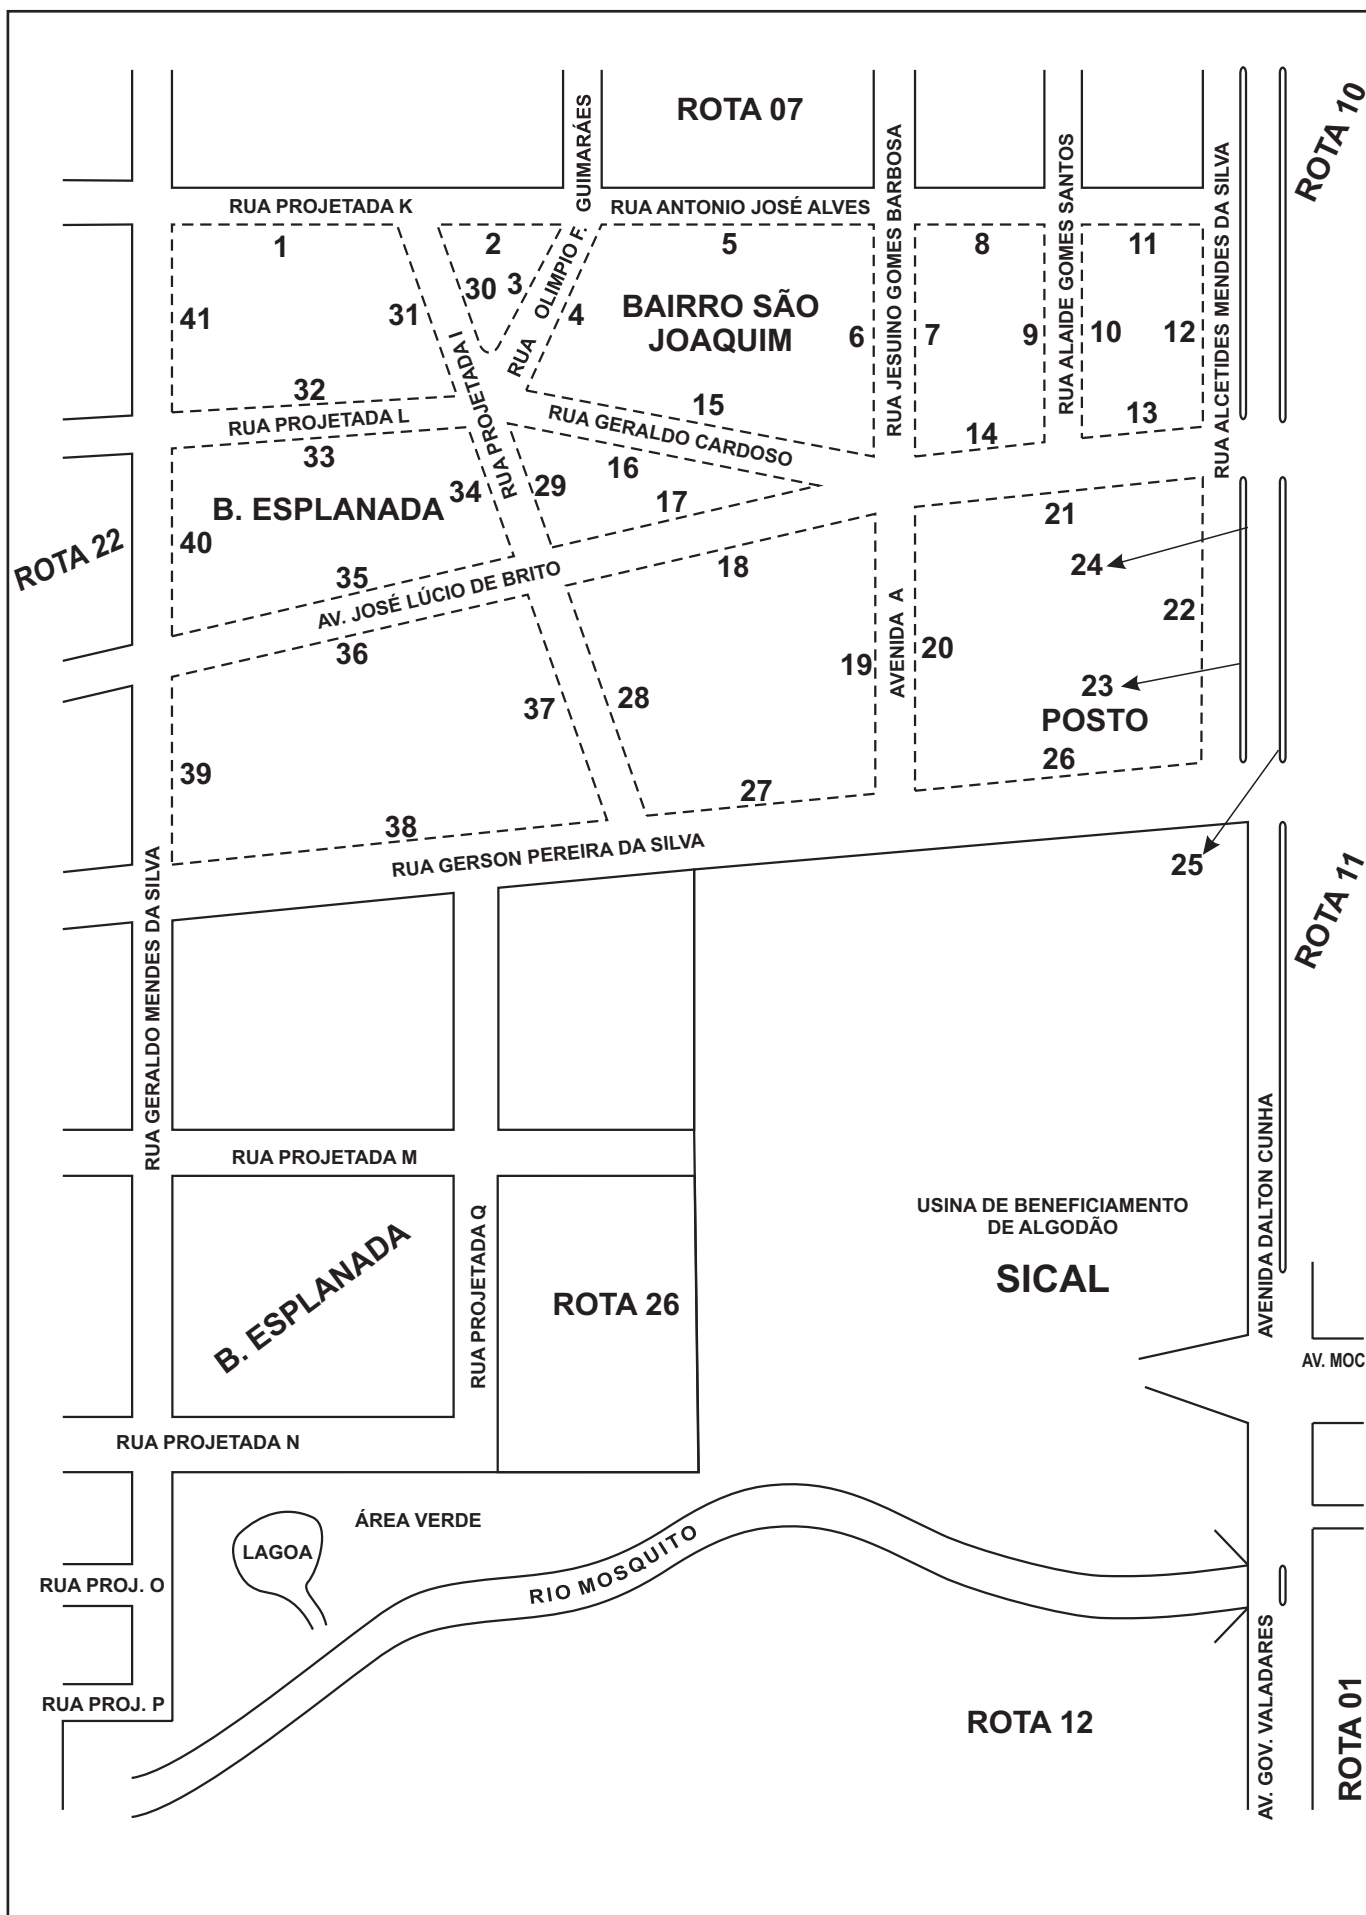 ROTA 07
ROTA 10
RUA PROJETADA K
RUA OLIMPIO F. GUIMARÁES
RUA ANTONIO JOSÉ ALVES
RUA JESUINO GOMES BARBOSA
RUA ALAIDE GOMES SANTOS
RUA ALCETIDES MENDES DA SILVA
1
2
5
8
11
30
3
4
41
31
BAIRRO SÃO
JOAQUIM
6
7
9
10
12
RUA PROJETADA I
32
RUA PROJETADA L
33
15
RUA GERALDO CARDOSO
14
13
16
B. ESPLANADA
34
29
17
21
ROTA 22
40
35
AV. JOSÉ LÚCIO DE BRITO
36
18
24
22
AVENIDA A
19
20
23
POSTO
37
28
39
26
27
38
RUA GERSON PEREIRA DA SILVA
25
ROTA 11
RUA GERALDO MENDES DA SILVA
RUA PROJETADA M
AVENIDA DALTON CUNHA
USINA DE BENEFICIAMENTO
DE ALGODÃO
SICAL
B. ESPLANADA
RUA PROJETADA Q
ROTA 26
AV. MOC
RUA PROJETADA N
ÁREA VERDE
LAGOA
RIO MOSQUITO
RUA PROJ. O
RUA PROJ. P
ROTA 12
AV. GOV. VALADARES
ROTA 01